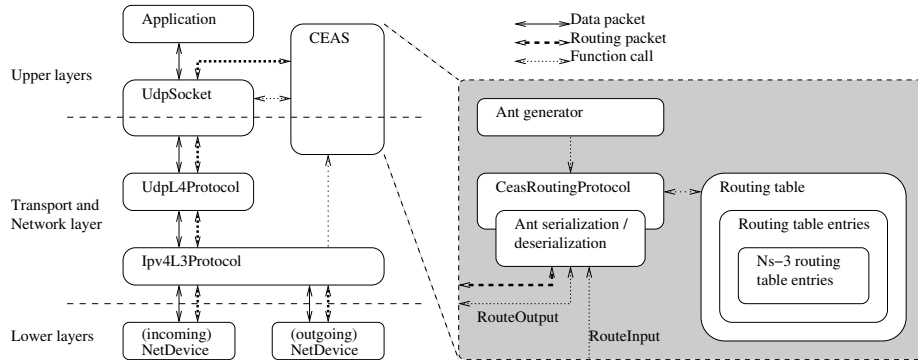 Application
CEAS
Data packet
Routing packet
Function call
Upper layers
UdpSocket
Ant generator
UdpL4Protocol
CeasRoutingProtocol
Routing table
Transport and
Network layer
Ant serialization /
deserialization
Routing table entries
Ipv4L3Protocol
Ns−3 routing
table entries
RouteOutput
RouteInput
Lower layers
(incoming)
NetDevice
(outgoing)
NetDevice